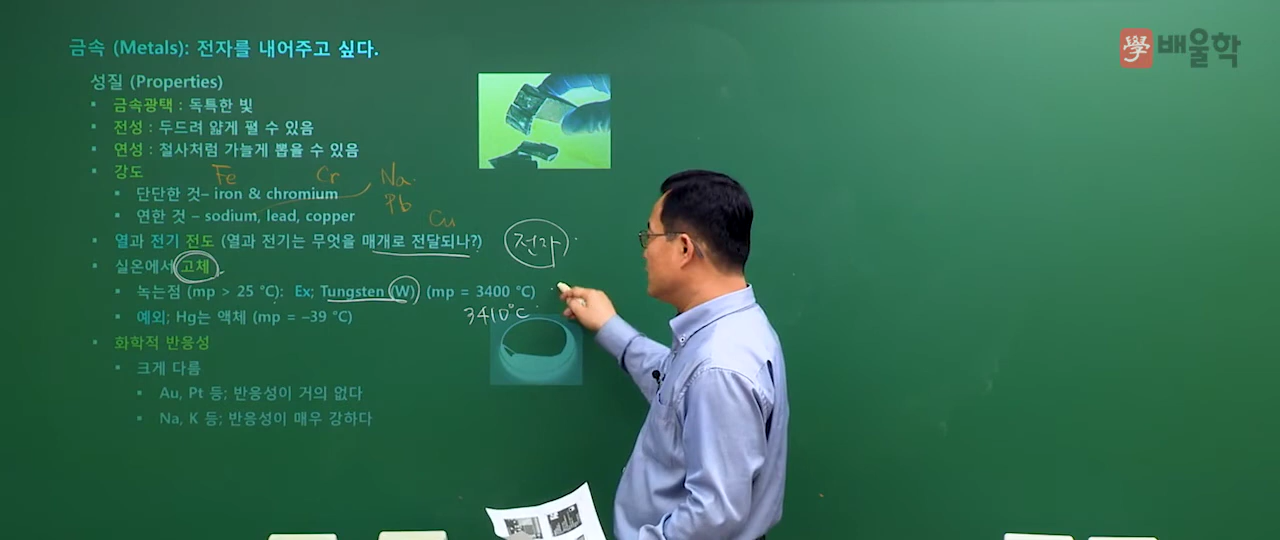 금속 (Metals): 전자를 내어주고 싶다.
學 배울학
성질 (Properties)
▪ 금속광택 : 독특한 빛
▪ 전성 : 두드려 얇게 펼 수 있음
▪ 연성 : 철사처럼 가늘게 뽑을 수 있음
▪ 강도
Fe Cr Na
▪ 단단한 것– iron & chromium
Pb
▪ 연한 것 – sodium, lead, copper
Cu
▪ 열과 전기 전도 (열과 전기는 무엇을 매개로 전달되나?)
전자
▪ 실온에서 고체
▪ 녹는점 (mp > 25 °C): Ex; Tungsten (W) (mp = 3400 °C)
3410°C
▪ 예외; Hg는 액체 (mp = –39 °C)
▪ 화학적 반응성
▪ 크게 다름
▪ Au, Pt 등; 반응성이 거의 없다
▪ Na, K 등; 반응성이 매우 강하다